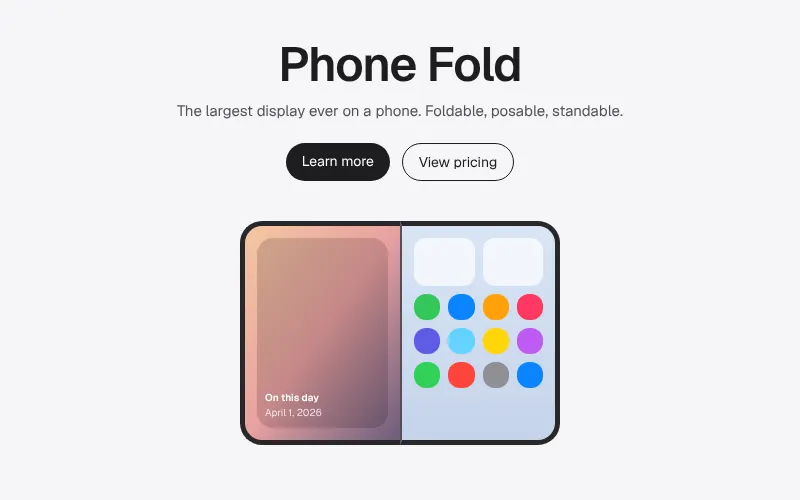 Phone Fold
The largest display ever on a phone. Foldable, posable, standable.
Learn more
View pricing
On this day
April 1, 2026